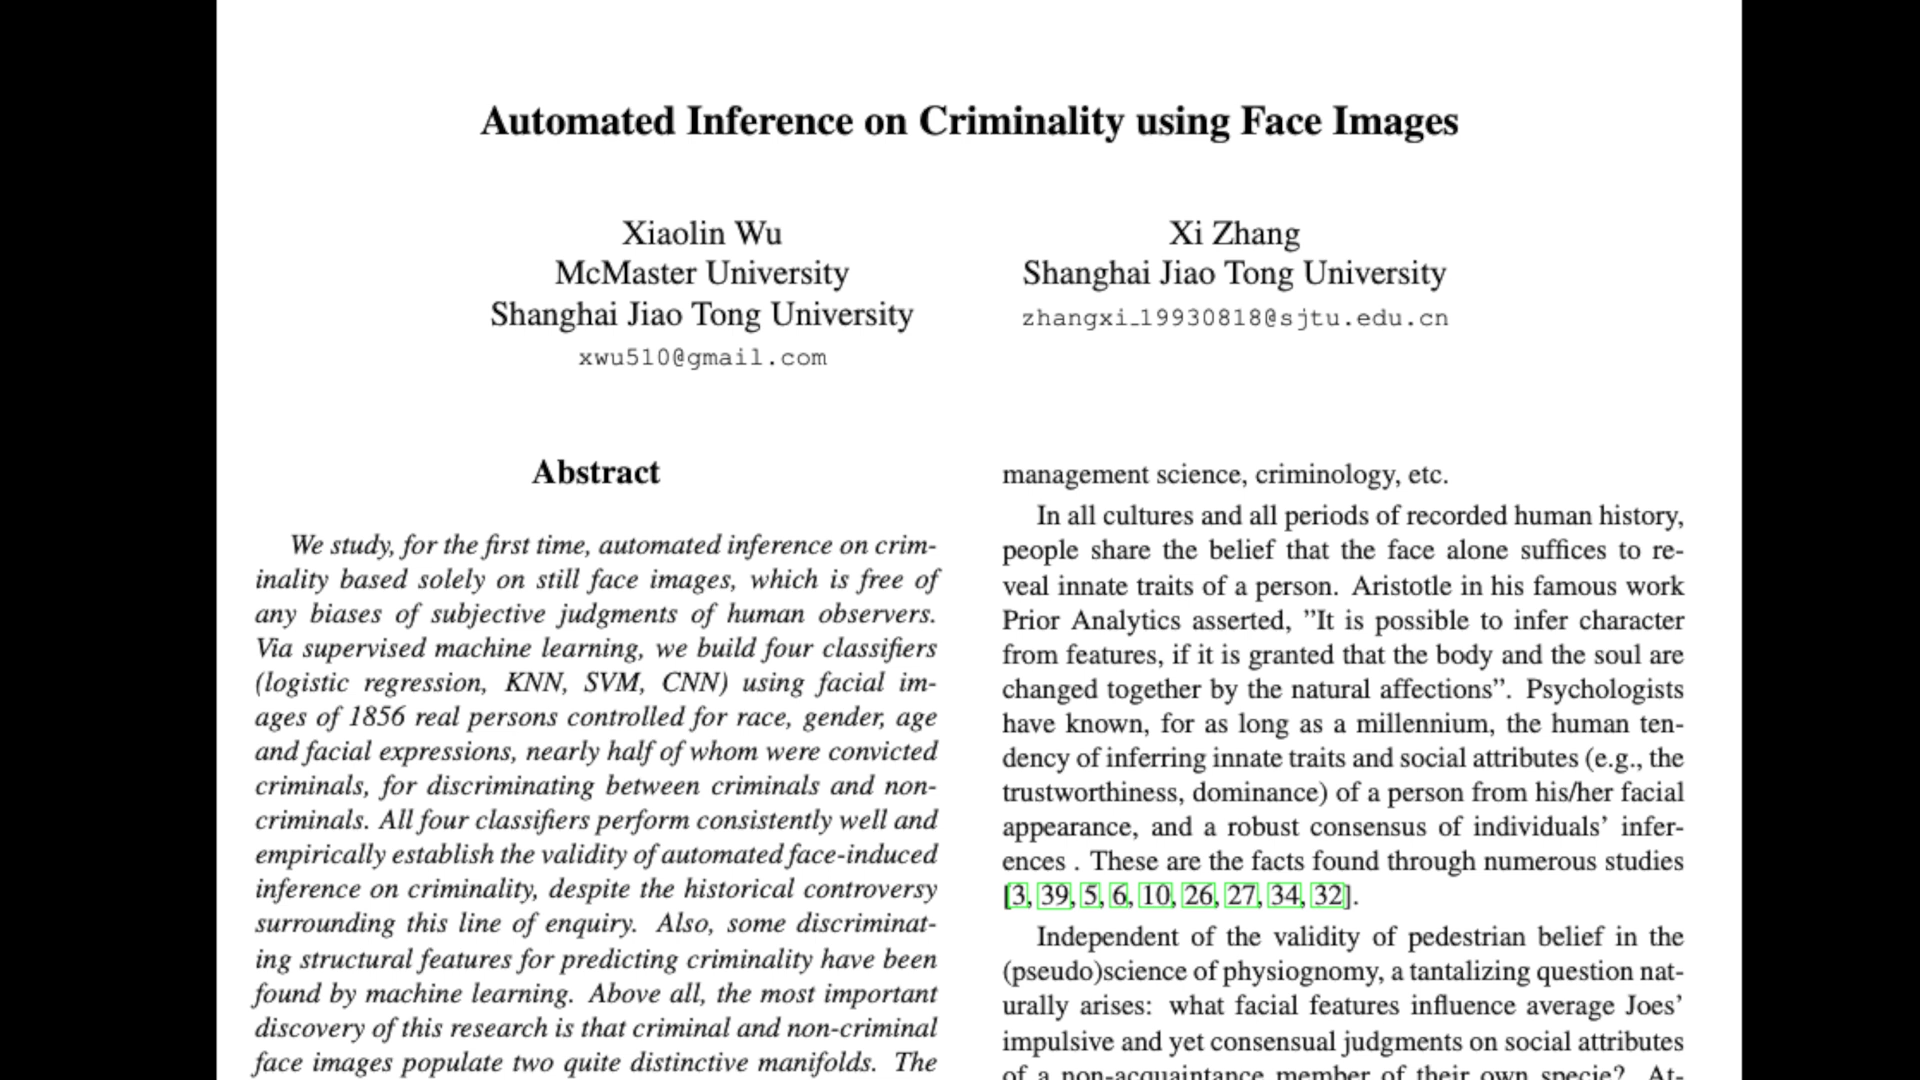 Automated Inference on Criminality using Face Images
Xiaolin Wu
McMaster University
Shanghai Jiao Tong University
xwu510@gmail.com
Xi Zhang
Shanghai Jiao Tong University
zhangxi_19930818@sjtu.edu.cn
Abstract
We study, for the first time, automated inference on crim-
inality based solely on still face images, which is free of
any biases of subjective judgments of human observers.
Via supervised machine learning, we build four classifiers
(logistic regression, KNN, SVM, CNN) using facial im-
ages of 1856 real persons controlled for race, gender, age
and facial expressions, nearly half of whom were convicted
criminals, for discriminating between criminals and non-
criminals. All four classifiers perform consistently well and
empirically establish the validity of automated face-induced
inference on criminality, despite the historical controversy
surrounding this line of enquiry. Also, some discriminat-
ing structural features for predicting criminality have been
found by machine learning. Above all, the most important
discovery of this research is that criminal and non-criminal
face images populate two quite distinctive manifolds. The
management science, criminology, etc.
In all cultures and all periods of recorded human history,
people share the belief that the face alone suffices to re-
veal innate traits of a person. Aristotle in his famous work
Prior Analytics asserted, ”It is possible to infer character
from features, if it is granted that the body and the soul are
changed together by the natural affections”. Psychologists
have known, for as long as a millennium, the human ten-
dency of inferring innate traits and social attributes (e.g., the
trustworthiness, dominance) of a person from his/her facial
appearance, and a robust consensus of individuals’ infer-
ences . These are the facts found through numerous studies
[3, 39, 5, 6, 10, 26, 27, 34, 32].
Independent of the validity of pedestrian belief in the
(pseudo)science of physiognomy, a tantalizing question nat-
urally arises: what facial features influence average Joes’
impulsive and yet consensual judgments on social attributes
of a non-acquaintance member of their own specie? At-